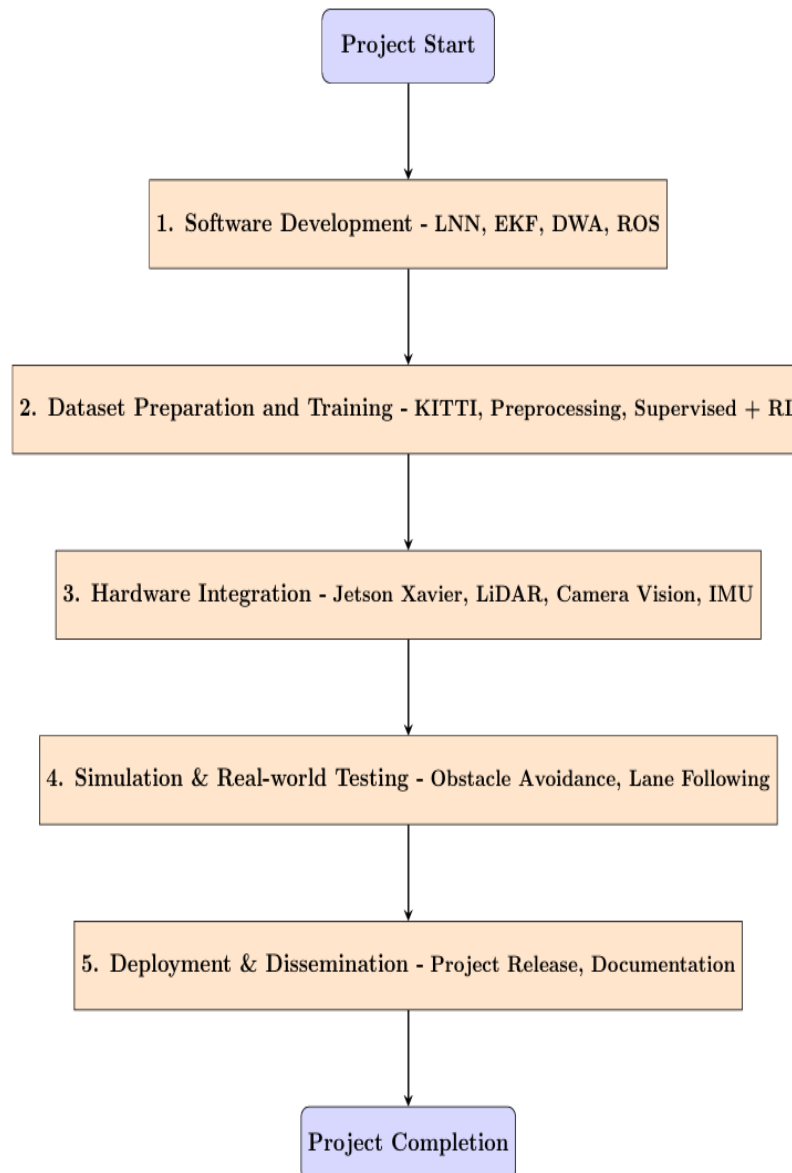 Project Start
1. Software Development - LNN, EKF, DWA, ROS
2. Dataset Preparation and Training - KITTI, Preprocessing, Supervised +
3. Hardware Integration - Jetson Xavier, LiDAR, Camera Vision, IMU
4. Simulation & Real-world Testing - Obstacle Avoidance, Lane Following
5. Deployment & Dissemination - Project Release, Documentation
Project Completion